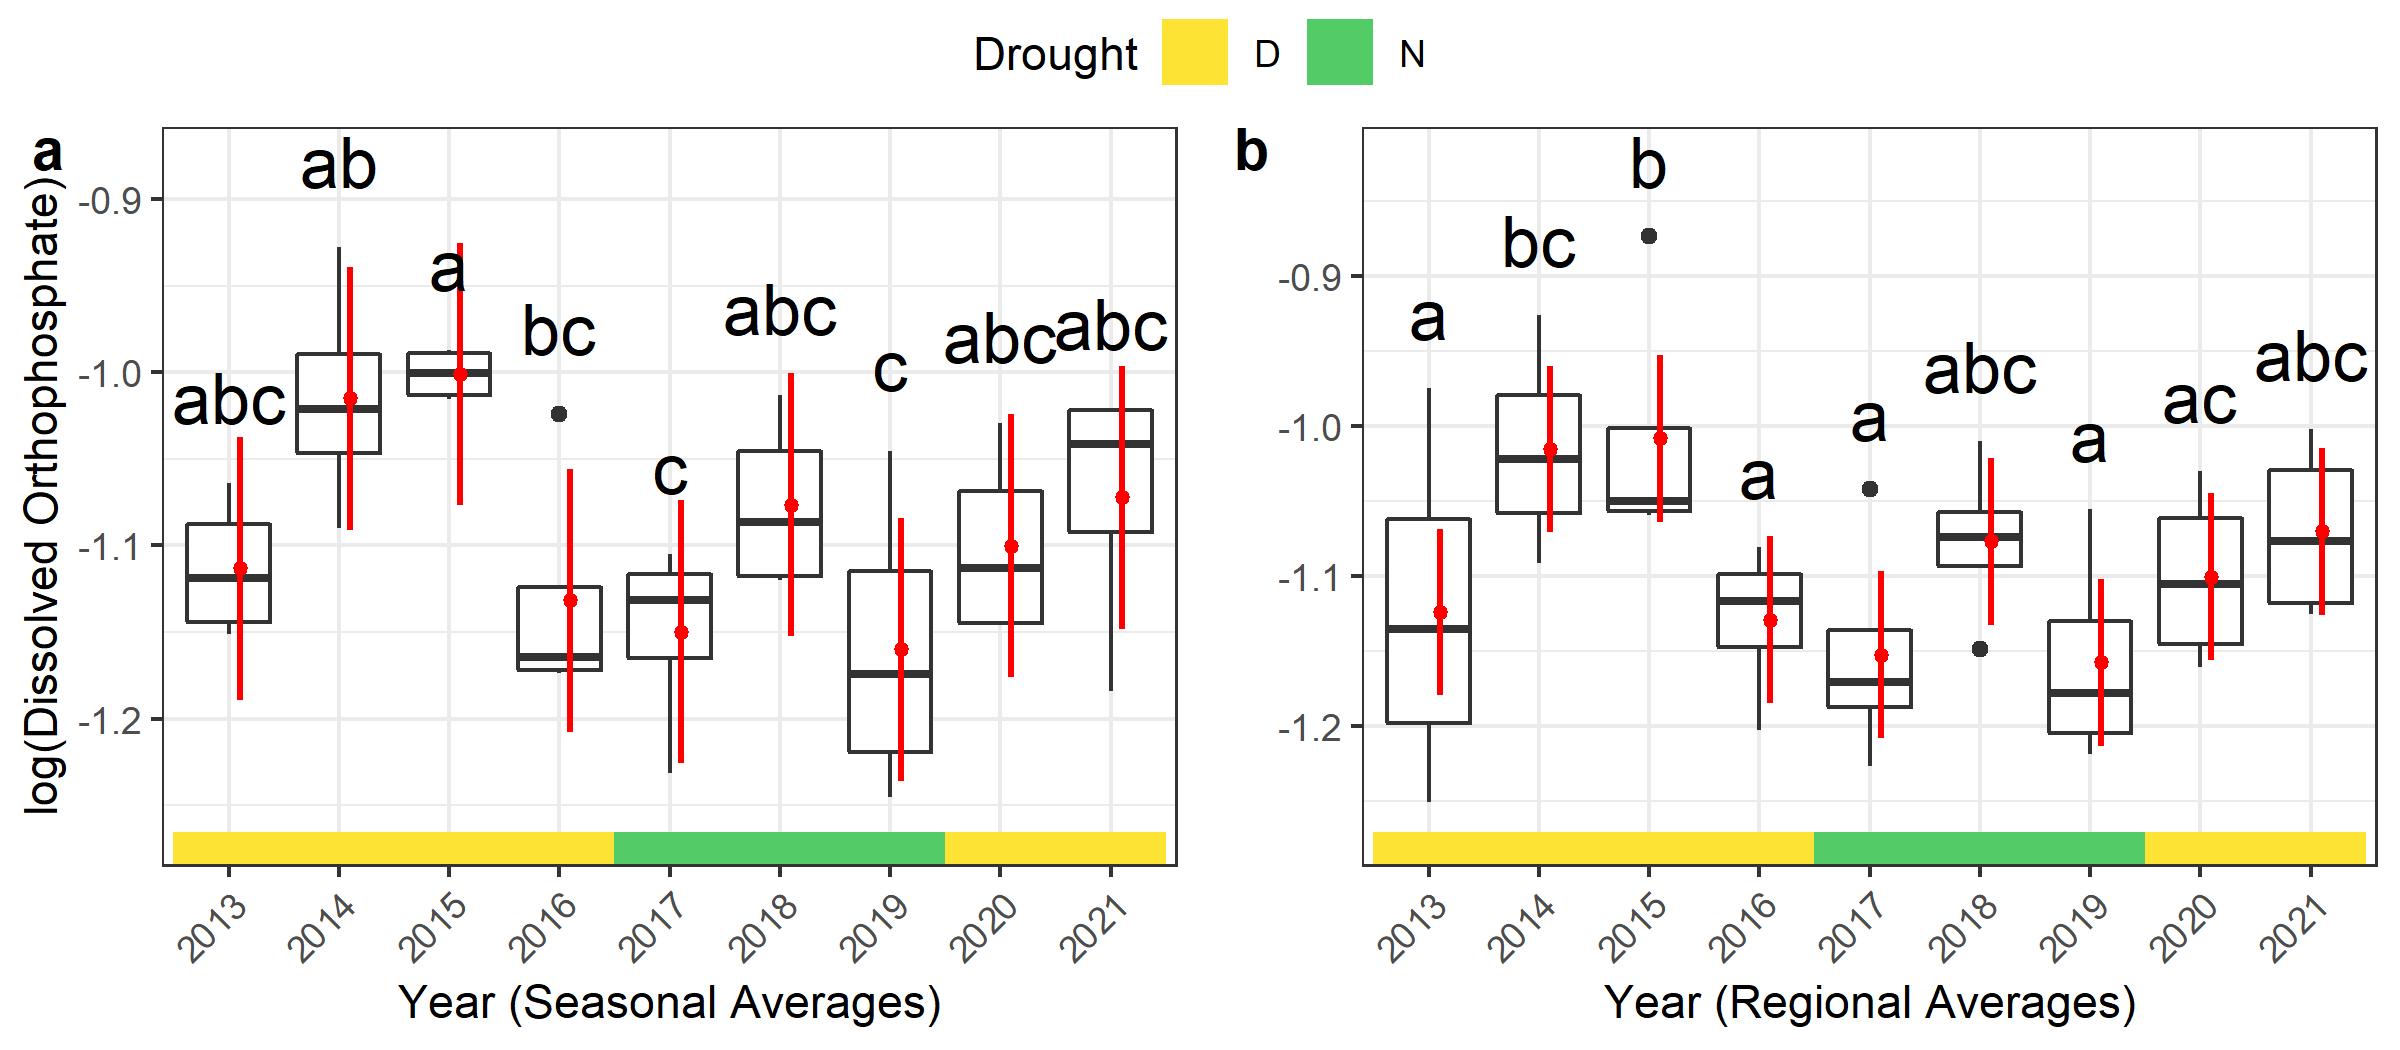 Drought D N
a
b
log(Dissolved Orthophosphate)
-0.9
-1.0
-1.1
-1.2
abc
ab
a
bc
c
abc
c
abc
abc
2013 2014 2015 2016 2017 2018 2019 2020 2021
Year (Seasonal Averages)
-0.9
-1.0
-1.1
-1.2
a
bc
b
a
a
abc
a
ac
abc
2013 2014 2015 2016 2017 2018 2019 2020 2021
Year (Regional Averages)